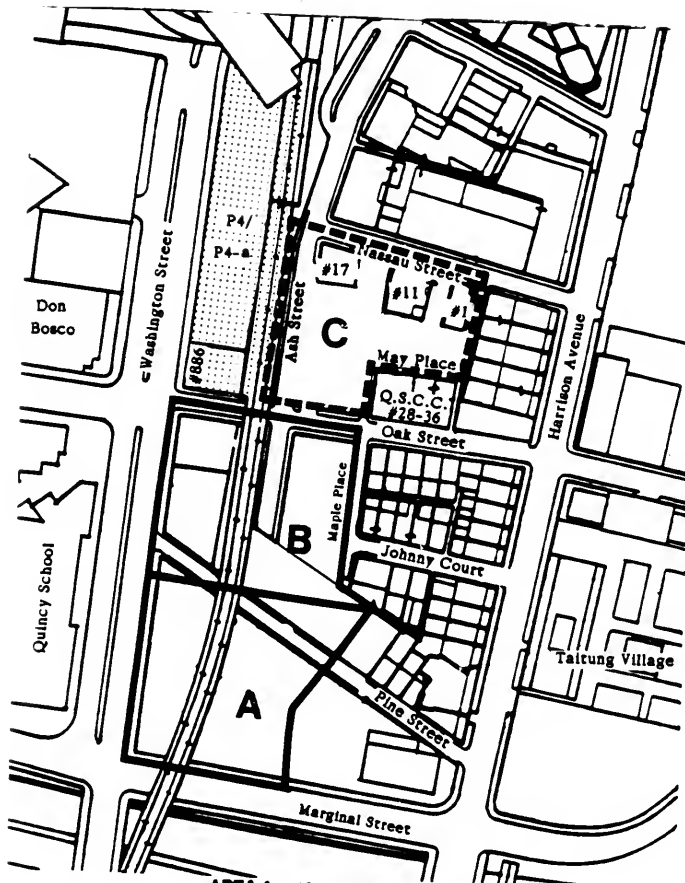 P4/
P4-a
Washington Street
Don
Bosco
#886
Ash Street
Nassau Street
#17
#11
#1
C
May Place
Q.S.C.C.
#28-36
Oak Street
Harrison Avenue
Maple Place
B
Johnny Court
Quincy School
Taitung Village
A
Pine Street
Marginal Street